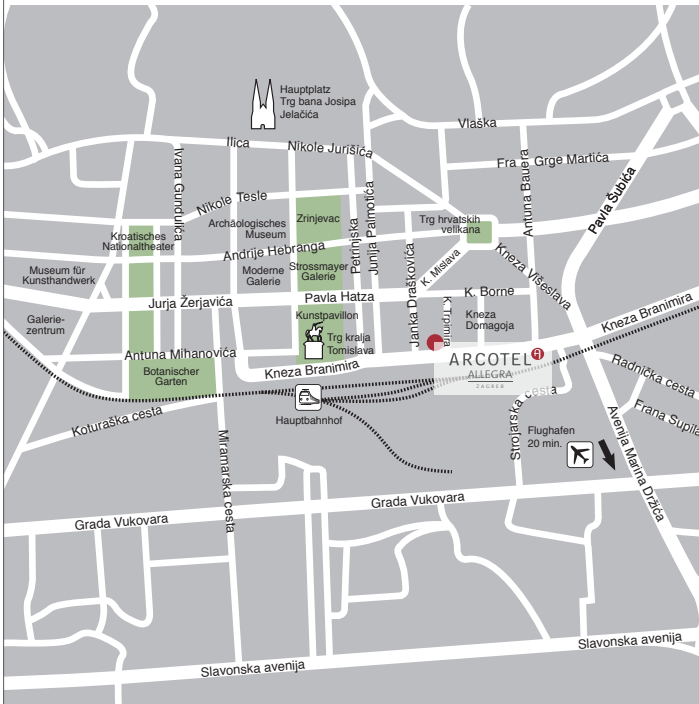 Hauptplatz
Trg bana Josipa
Jelačića
Vlaška
Ilica
Nikole Jurišića
Fra Grge Martića
Ivana Gundulića
Antuna Bauera
Pavla Šubića
Nikole Tesle
Zrinjevac
Petrinjska
Junija Palmotića
Archäologisches
Museum
Trg hrvatskih
velikana
Kroatisches
Nationaltheater
Andrije Hebranga
Janka Draškovića
K. Mislava
Kneza Višeslava
Museum für
Kunsthandwerk
Moderne
Galerie
Strossmayer
Galerie
Jurja Žerjavića
Pavla Hatza
K. Borne
K. Trpimira
Kneza
Domagoja
Kneza Branimira
Galerie-
zentrum
Kunstpavillon
Trg kralja
Tomislava
Antuna Mihanovića
Kneza Branimira
ARCOTEL A
ALLEGRA
ZAGREB
Botanischer
Garten
Radnička cesta
Koturaška cesta
Hauptbahnhof
Strojarska cesta
Frana Supila
Miramarska cesta
Flughafen
20 min.
Avenija Marina Držića
Grada Vukovara
Grada Vukovara
Slavonska avenija
Slavonska avenija